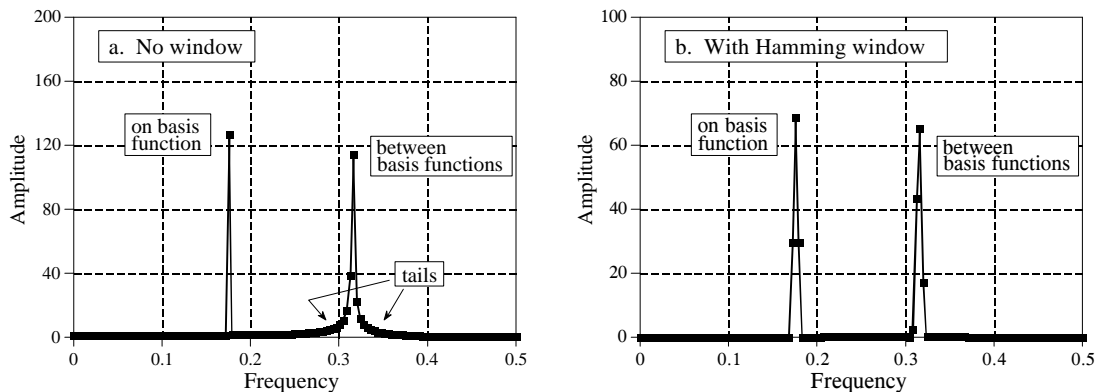 a. No window
200
160
120
80
40
0
Amplitude
on basis
function
between
basis functions
tails
0
0.1
0.2
0.3
0.4
0.5
Frequency
b. With Hamming window
100
80
60
40
20
0
Amplitude
on basis
function
between
basis functions
0
0.1
0.2
0.3
0.4
0.5
Frequency